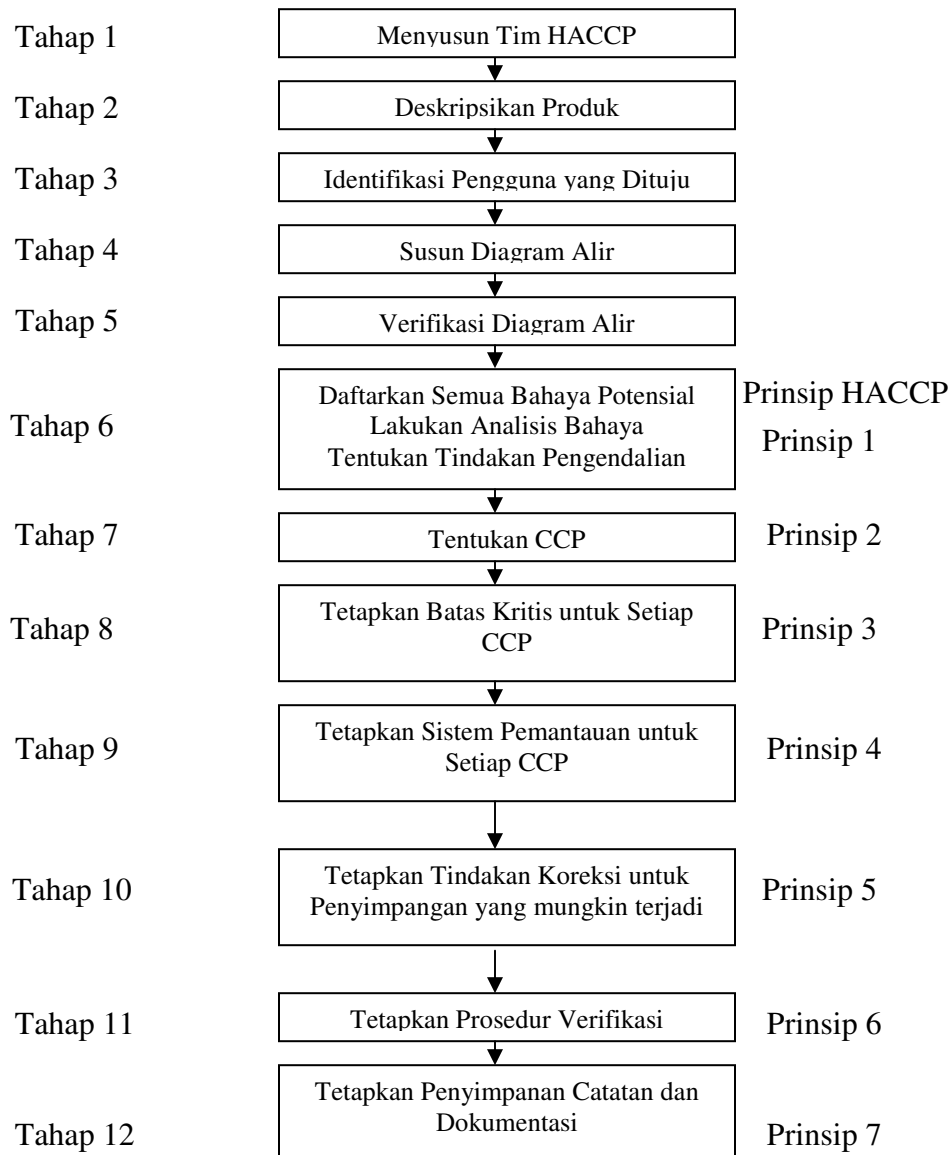 Tahap 1
Menyusun Tim HACCP
Tahap 2
Deskripsikan Produk
Tahap 3
Identifikasi Pengguna yang Dituju
Tahap 4
Susun Diagram Alir
Tahap 5
Verifikasi Diagram Alir
Prinsip HACCP
Tahap 6
Daftarkan Semua Bahaya Potensial
Lakukan Analisis Bahaya
Tentukan Tindakan Pengendalian
Prinsip 1
Tahap 7
Tentukan CCP
Prinsip 2
Tahap 8
Tetapkan Batas Kritis untuk Setiap
CCP
Prinsip 3
Tahap 9
Tetapkan Sistem Pemantauan untuk
Setiap CCP
Prinsip 4
Tahap 10
Tetapkan Tindakan Koreksi untuk
Penyimpangan yang mungkin terjadi
Prinsip 5
Tahap 11
Tetapkan Prosedur Verifikasi
Prinsip 6
Tahap 12
Tetapkan Penyimpanan Catatan dan
Dokumentasi
Prinsip 7